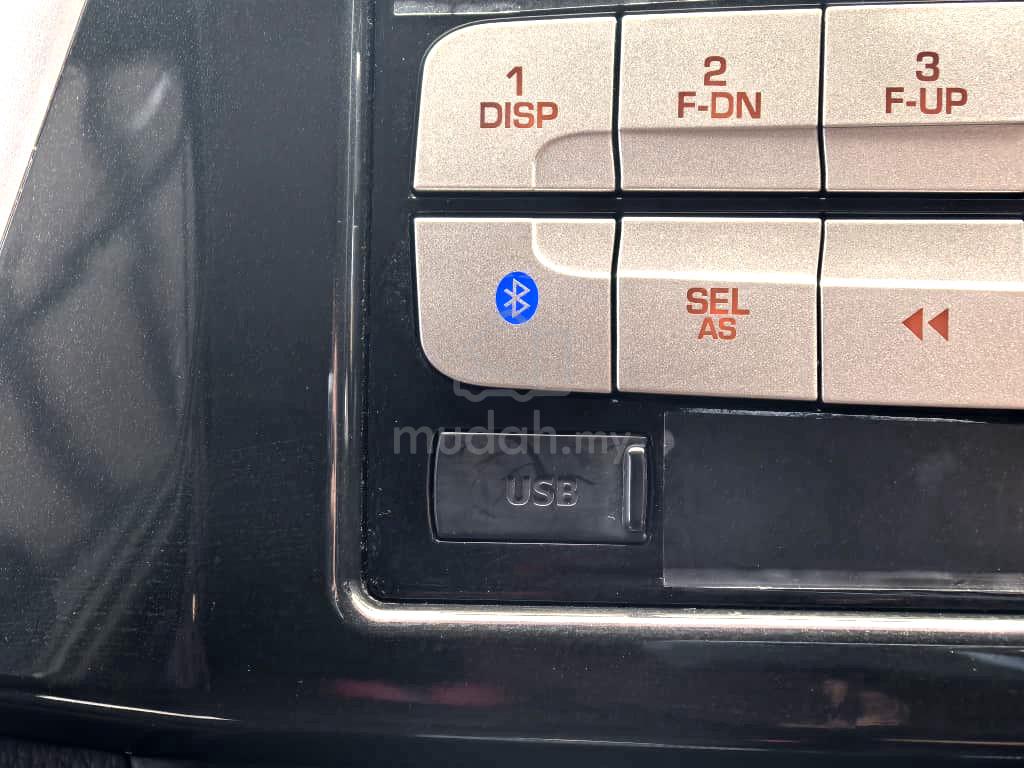 1
DISP
2
F-DN
3
F-UP
SEL
AS
mudah.my
USB